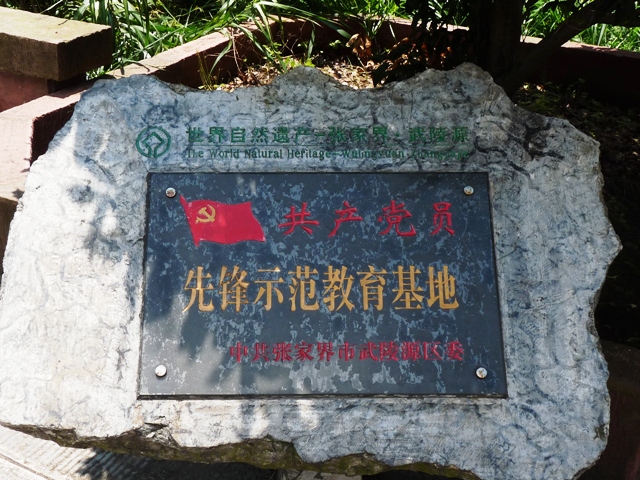 世界自然遗产-张家界·武陵源
The World Natural Heritage-Wulingyuan
共产党员
先锋示范教育基地
中共张家界市武陵源区委